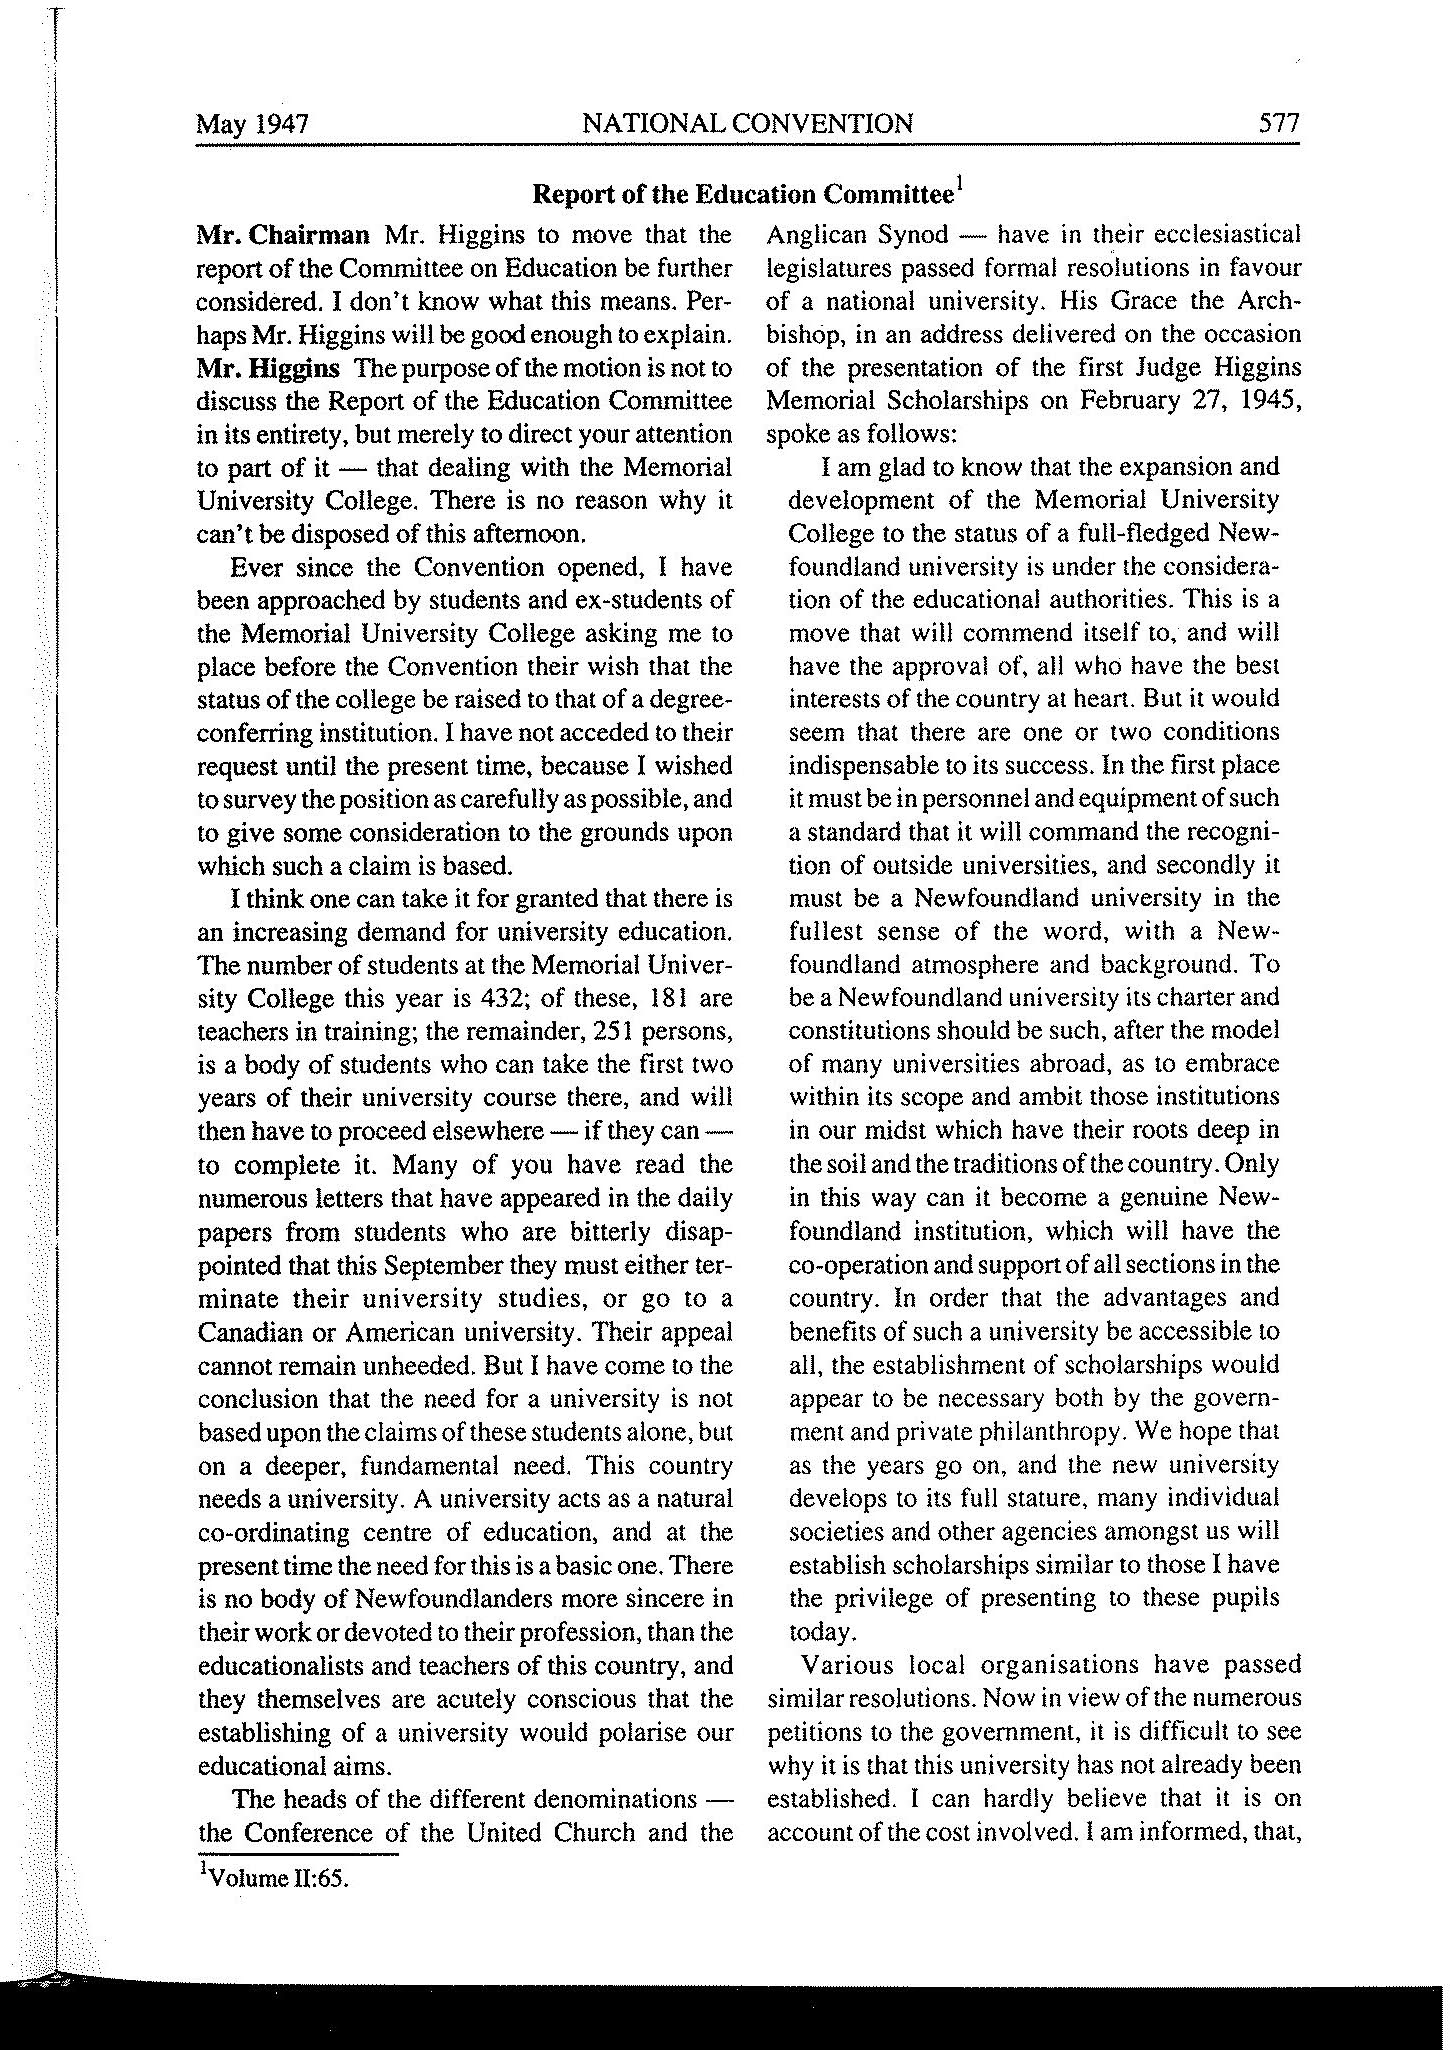 May 1947 NATIONAL CONVENTION 577
Report of the Education Committee1
Mr. Chairman Mr. Higgins to move that the
report of the Committee on Education be further
considered. I don't know what this means. Per-
haps Mr. Higgins will be good enough to explain.
Mr. Higgins The purpose of the motion is not to
discuss the Report of the Education Committee
in its entirety, but merely to direct your attention
to part of it — that dealing with the Memorial
University College. There is no reason why it
can't be disposed of this afternoon.
Ever since the Convention opened, I have
been approached by students and ex-students of
the Memorial University College asking me to
place before the Convention their wish that the
status of the college be raised to that of a degree-
conferring institution. I have not acceded to their
request until the present time, because I wished
to survey the position as carefully as possible, and
to give some consideration to the grounds upon
which such a claim is based.
I think one can take it for granted that there is
an increasing demand for university education.
The number of students at the Memorial Univer-
sity College this year is 432; of these, 181 are
teachers in training; the remainder, 251 persons,
is a body of students who can take the first two
years of their university course there, and will
then have to proceed elsewhere — if they can —
to complete it. Many of you have read the
numerous letters that have appeared in the daily
papers from students who are bitterly disap-
pointed that this September they must either ter-
minate their university studies, or go to a
Canadian or American university. Their appeal
cannot remain unheeded. But I have come to the
conclusion that the need for a university is not
based upon the claims of these students alone, but
on a deeper, fundamental need. This country
needs a university. A university acts as a natural
co-ordinating centre of education, and at the
present time the need for this is a basic one. There
is no body of Newfoundlanders more sincere in
their work or devoted to their profession, than the
educationalists and teachers of this country, and
they themselves are acutely conscious that the
establishing of a university would polarise our
educational aims.
The heads of the different denominations —
the Conference of the United Church and the
1Volume II:65.
Anglican Synod — have in their ecclesiastical
legislatures passed formal resolutions in favour
of a national university. His Grace the Arch-
bishop, in an address delivered on the occasion
of the presentation of the first Judge Higgins
Memorial Scholarships on February 27, 1945,
spoke as follows:
I am glad to know that the expansion and
development of the Memorial University
College to the status of a full-fledged New-
foundland university is under the considera-
tion of the educational authorities. This is a
move that will commend itself to, and will
have the approval of, all who have the best
interests of the country at heart. But it would
seem that there are one or two conditions
indispensable to its success. In the first place
it must be in personnel and equipment of such
a standard that it will command the recogni-
tion of outside universities, and secondly it
must be a Newfoundland university in the
fullest sense of the word, with a New-
foundland atmosphere and background. To
be a Newfoundland university its charter and
constitutions should be such, after the model
of many universities abroad, as to embrace
within its scope and ambit those institutions
in our midst which have their roots deep in
the soil and the traditions of the country. Only
in this way can it become a genuine New-
foundland institution, which will have the
co-operation and support of all sections in the
country. In order that the advantages and
benefits of such a university be accessible to
all, the establishment of scholarships would
appear to be necessary both by the govern-
ment and private philanthropy. We hope that
as the years go on, and the new university
develops to its full stature, many individual
societies and other agencies amongst us will
establish scholarships similar to those I have
the privilege of presenting to these pupils
today.
Various local organisations have passed
similar resolutions. Now in view of the numerous
petitions to the government, it is difficult to see
why it is that this university has not already been
established. I can hardly believe that it is on
account of the cost involved. I am informed, that,